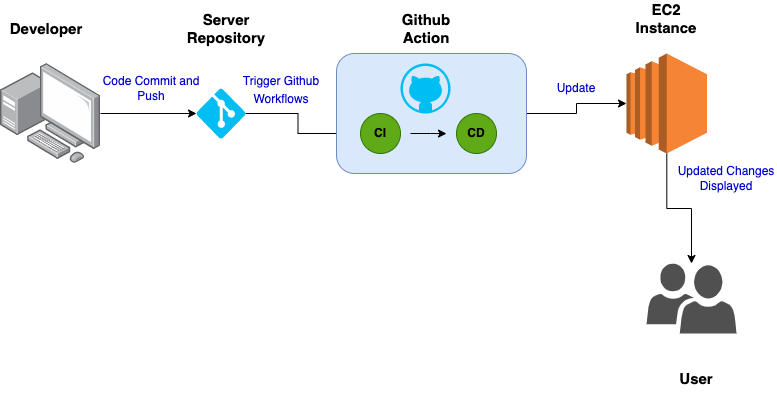 Developer
Server
Repository
Github
Action
EC2
Instance
Code Commit and
Push
Trigger Github
Workflows
CI
CD
Update
Updated Changes
Displayed
User